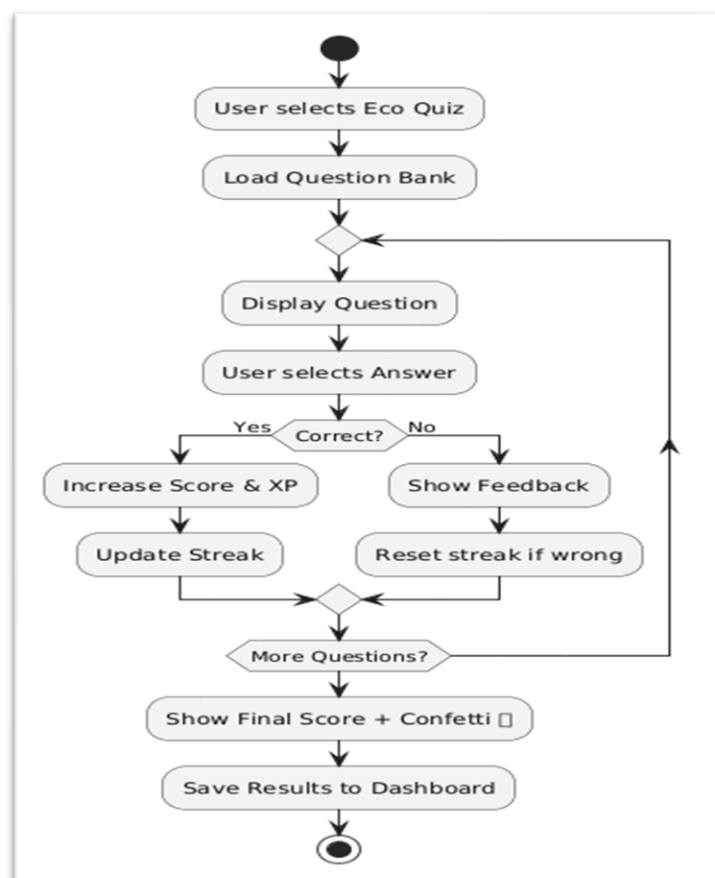 User selects Eco Quiz
Load Question Bank
Display Question
User selects Answer
Yes
Correct?
No
Increase Score & XP
Show Feedback
Update Streak
Reset streak if wrong
More Questions?
Show Final Score + Confetti ▯
Save Results to Dashboard